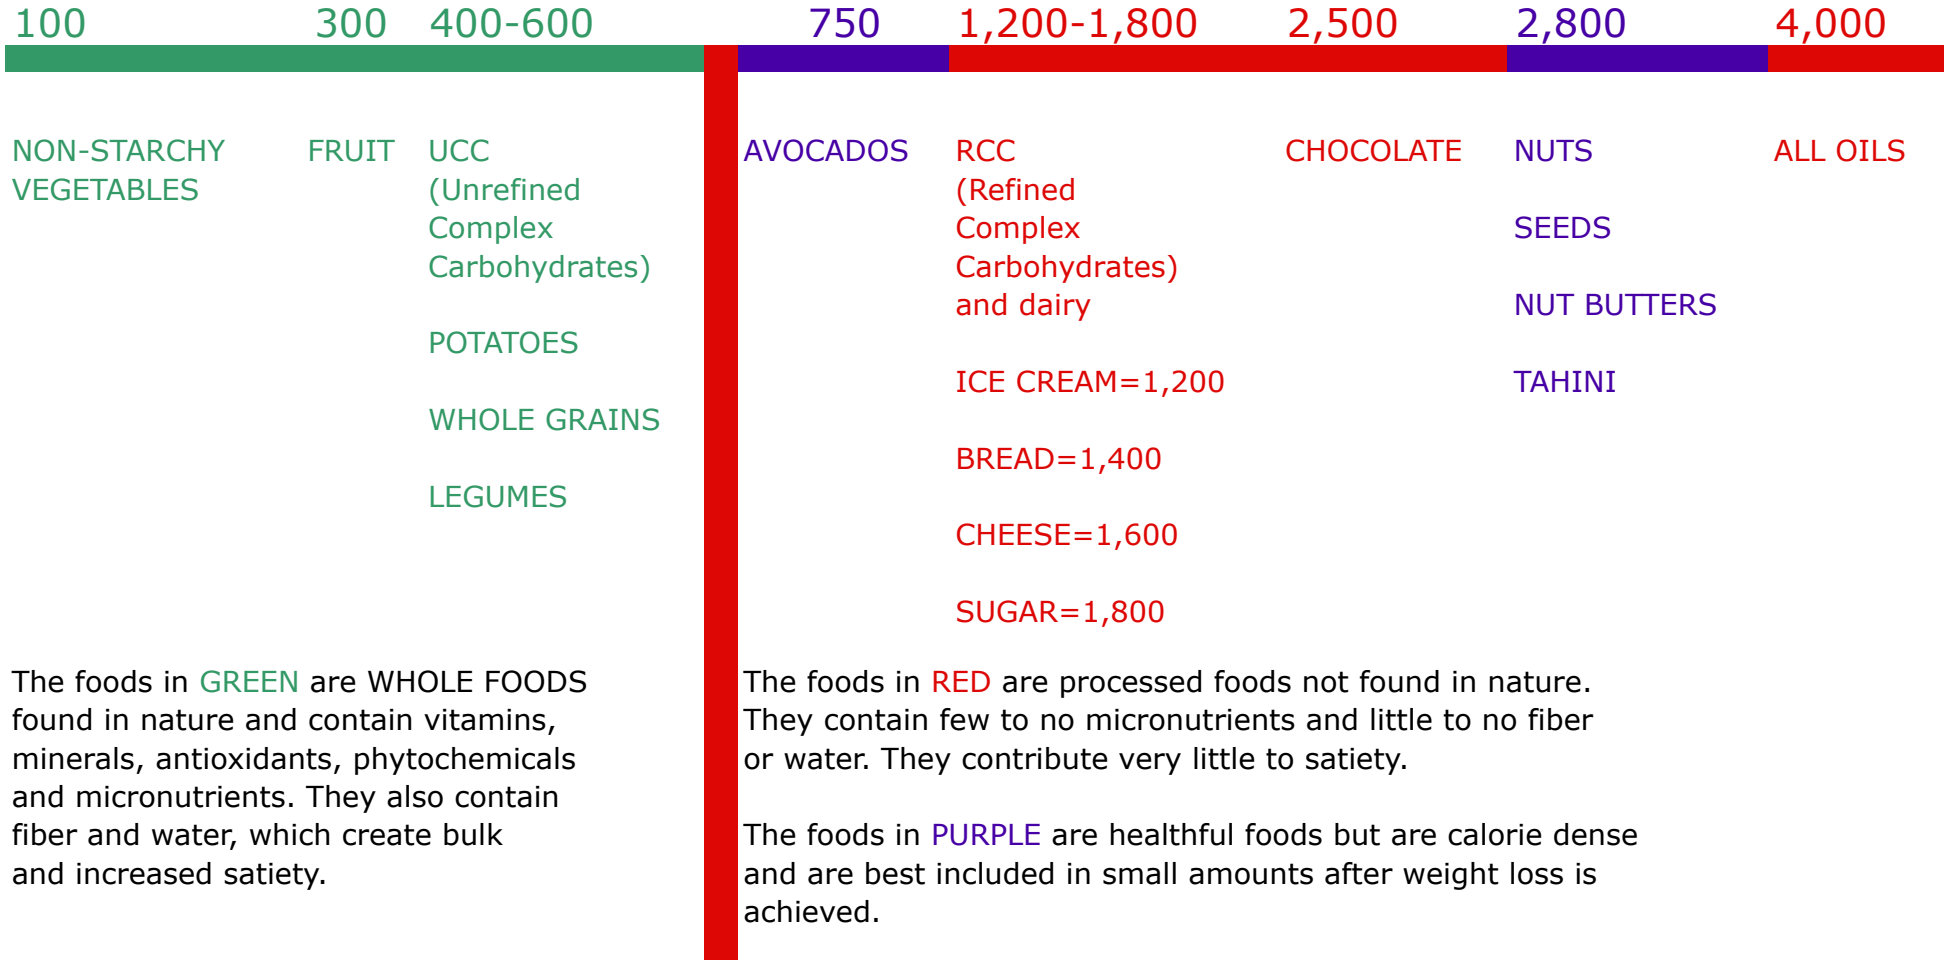 100 300 400-600 750 1,200-1,800 2,500 2,800 4,000
NON-STARCHY
VEGETABLES
FRUIT
UCC
(Unrefined
Complex
Carbohydrates)
POTATOES
WHOLE GRAINS
LEGUMES
AVOCADOS
RCC
(Refined
Complex
Carbohydrates)
and dairy
ICE CREAM=1,200
BREAD=1,400
CHEESE=1,600
SUGAR=1,800
CHOCOLATE
NUTS
SEEDS
NUT BUTTERS
TAHINI
ALL OILS
The foods in GREEN are WHOLE FOODS
found in nature and contain vitamins,
minerals, antioxidants, phytochemicals
and micronutrients. They also contain
fiber and water, which create bulk
and increased satiety.
The foods in RED are processed foods not found in nature.
They contain few to no micronutrients and little to no fiber
or water. They contribute very little to satiety.
The foods in PURPLE are healthful foods but are calorie dense
and are best included in small amounts after weight loss is
achieved.